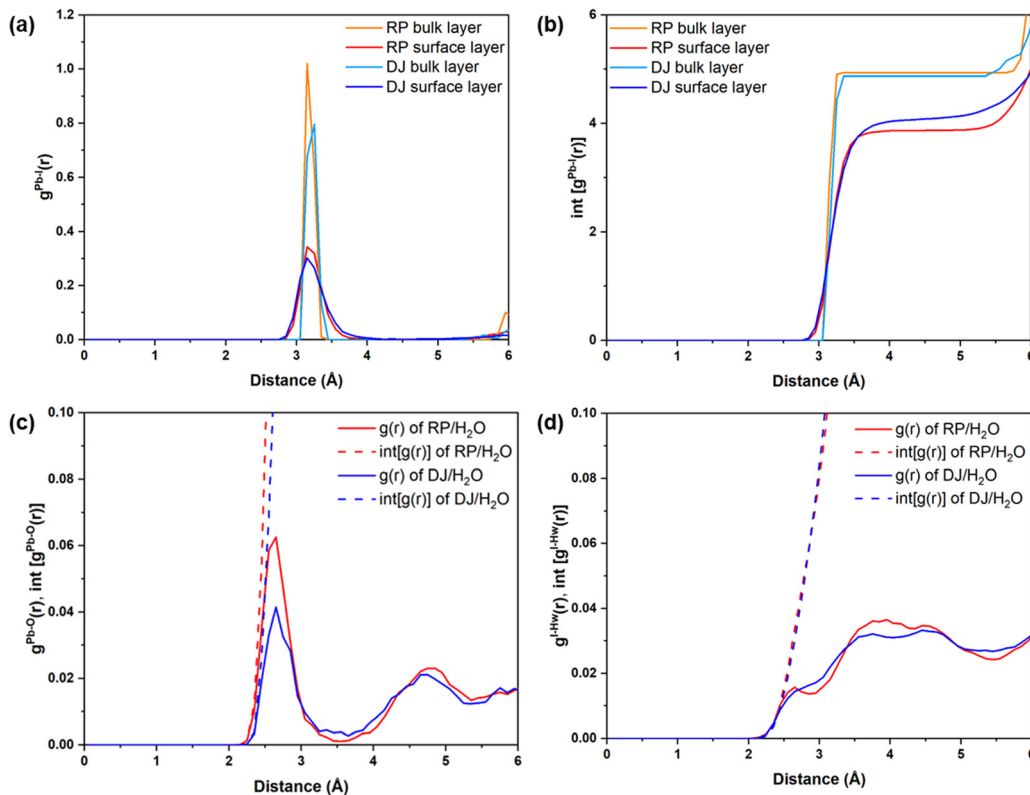 (a)
RP bulk layer
RP surface layer
DJ bulk layer
DJ surface layer
g^Pb-I(r)
1.2
1.0
0.8
0.6
0.4
0.2
0.0
0 1 2 3 4 5 6
Distance (Å)
(b)
RP bulk layer
RP surface layer
DJ bulk layer
DJ surface layer
int [g^Pb-I(r)]
6
4
2
0
0 1 2 3 4 5 6
Distance (Å)
(c)
g(r) of RP/H₂O
int[g(r)] of RP/H₂O
g(r) of DJ/H₂O
int[g(r)] of DJ/H₂O
g^Pb-O(r), int [g^Pb-O(r)]
0.10
0.08
0.06
0.04
0.02
0.00
0 1 2 3 4 5 6
Distance (Å)
(d)
g(r) of RP/H₂O
int[g(r)] of RP/H₂O
g(r) of DJ/H₂O
int[g(r)] of DJ/H₂O
g^I-Hw(r), int [g^I-Hw(r)]
0.10
0.08
0.06
0.04
0.02
0.00
0 1 2 3 4 5 6
Distance (Å)